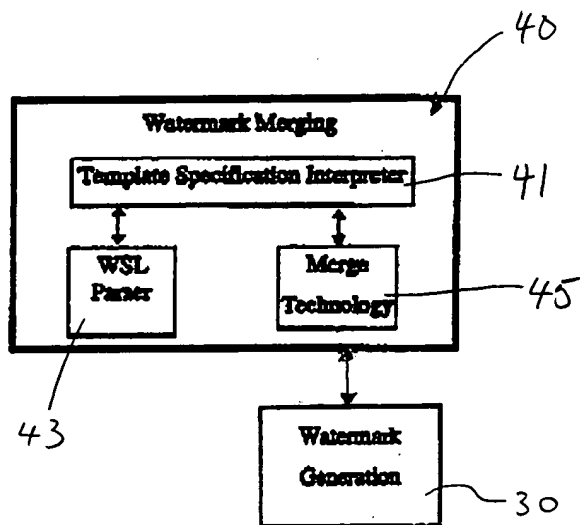 40
Watermark Merging
Template Specification Interpreter
41
WSL
Parser
Merge
Technology
45
43
Watermark
Generation
30